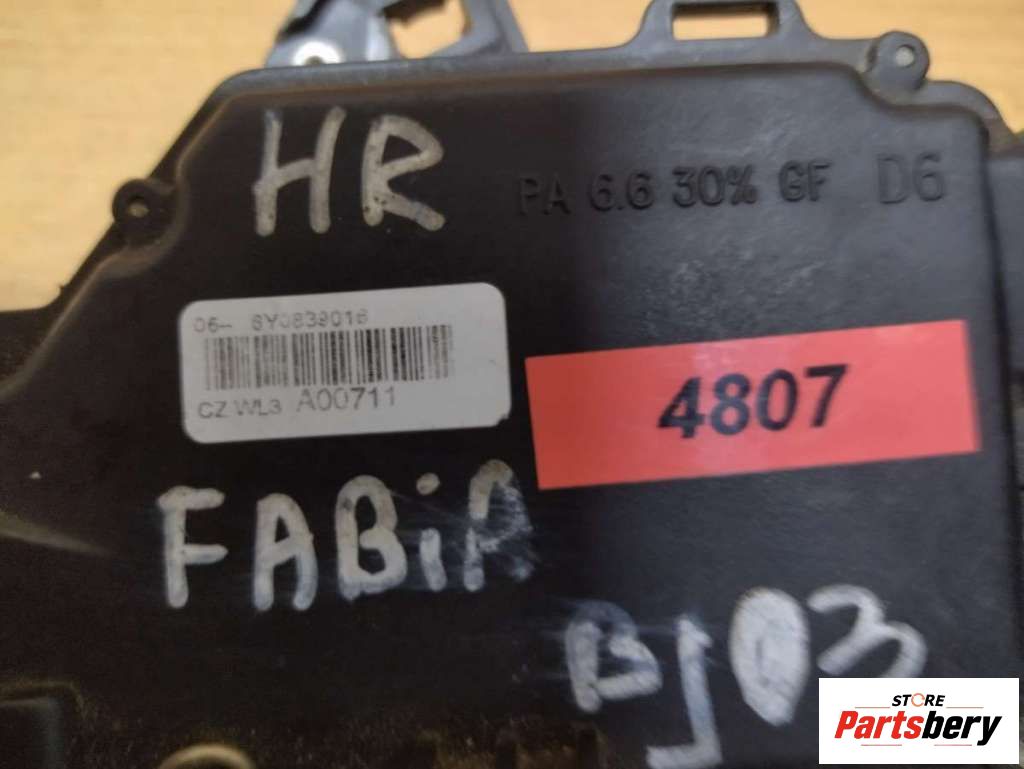 HR
PA 6.6 30% GF D6
06- 6Y0839016
CZ WL3 A00711
4807
FABiA
BJ03
STORE
Partsbery